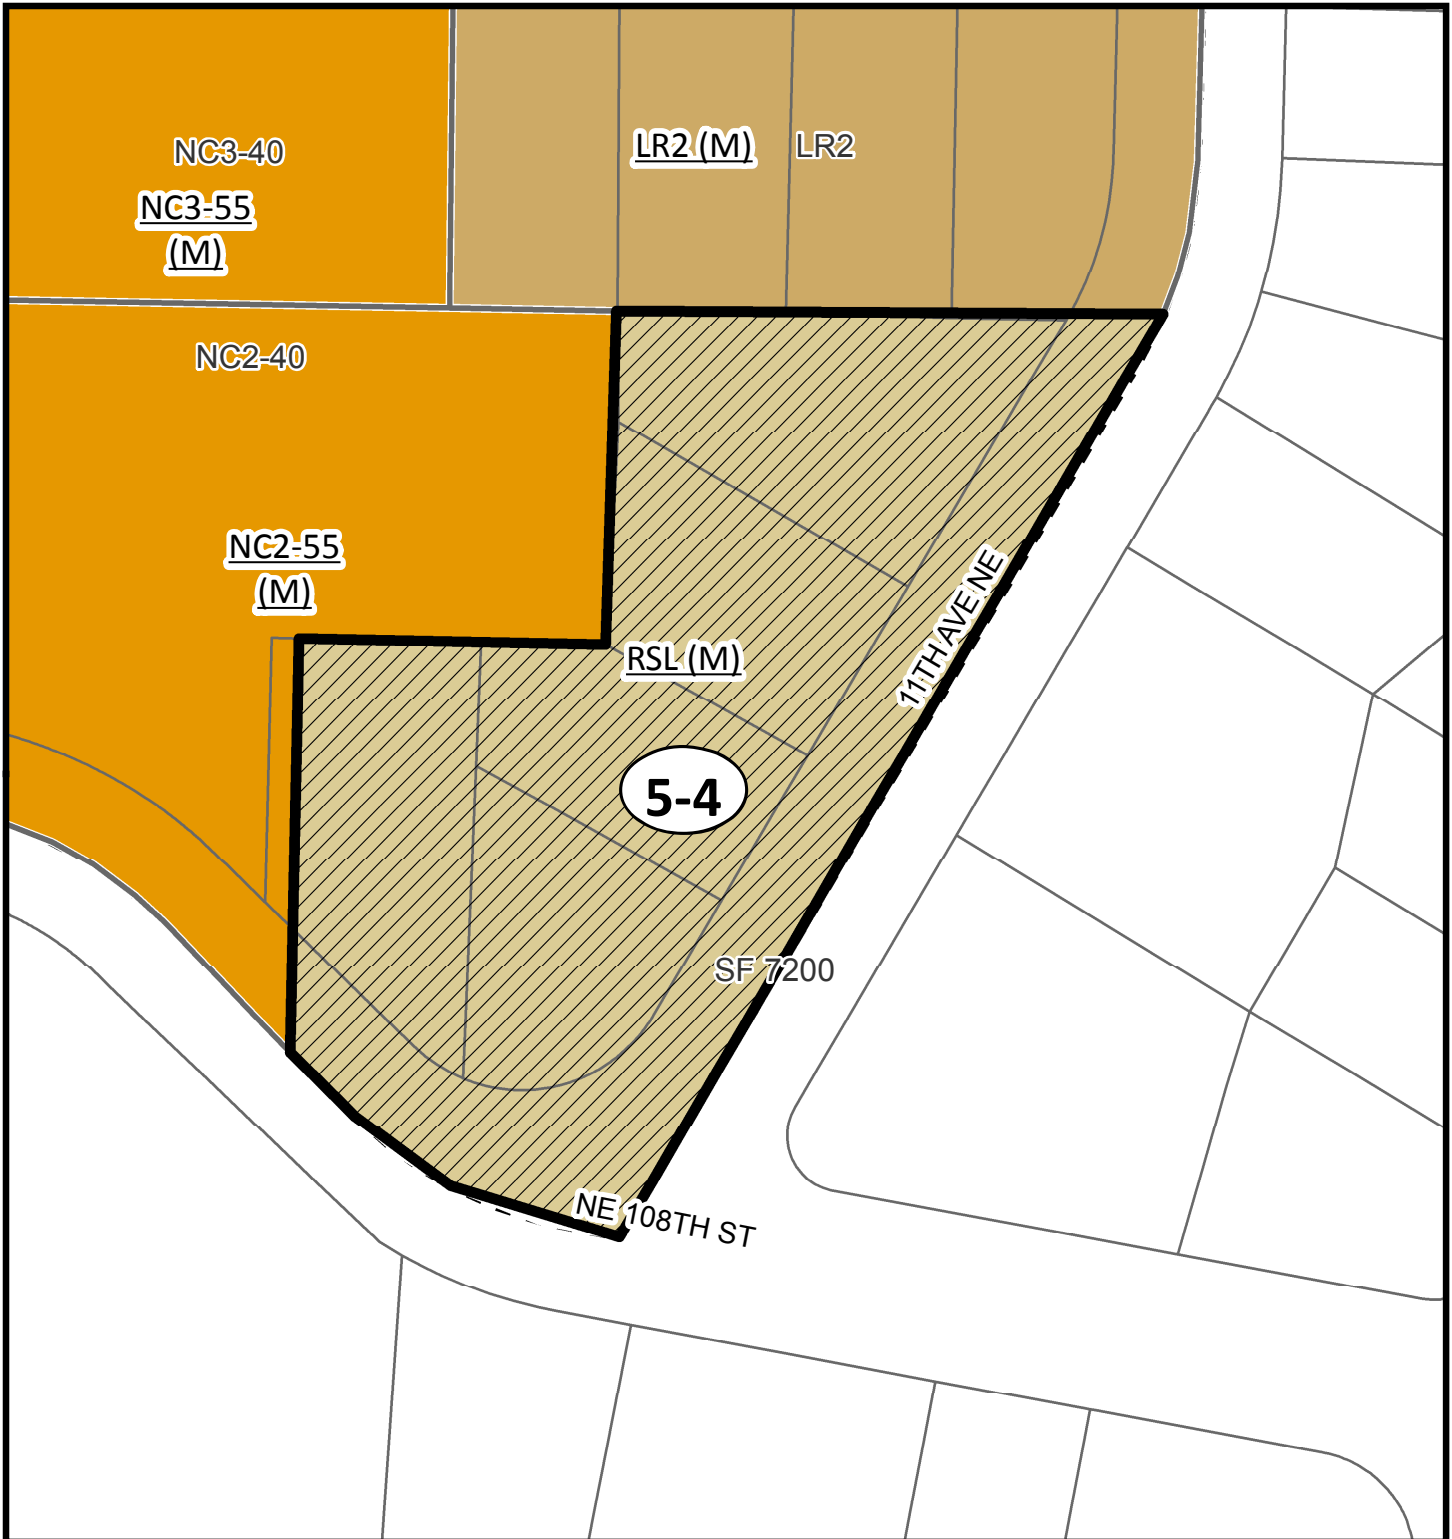 NC3-40
LR2 (M)
LR2
NC3-55
(M)
NC2-40
NC2-55
(M)
11TH AVE NE
RSL (M)
5-4
SF 7200
NE 108TH ST